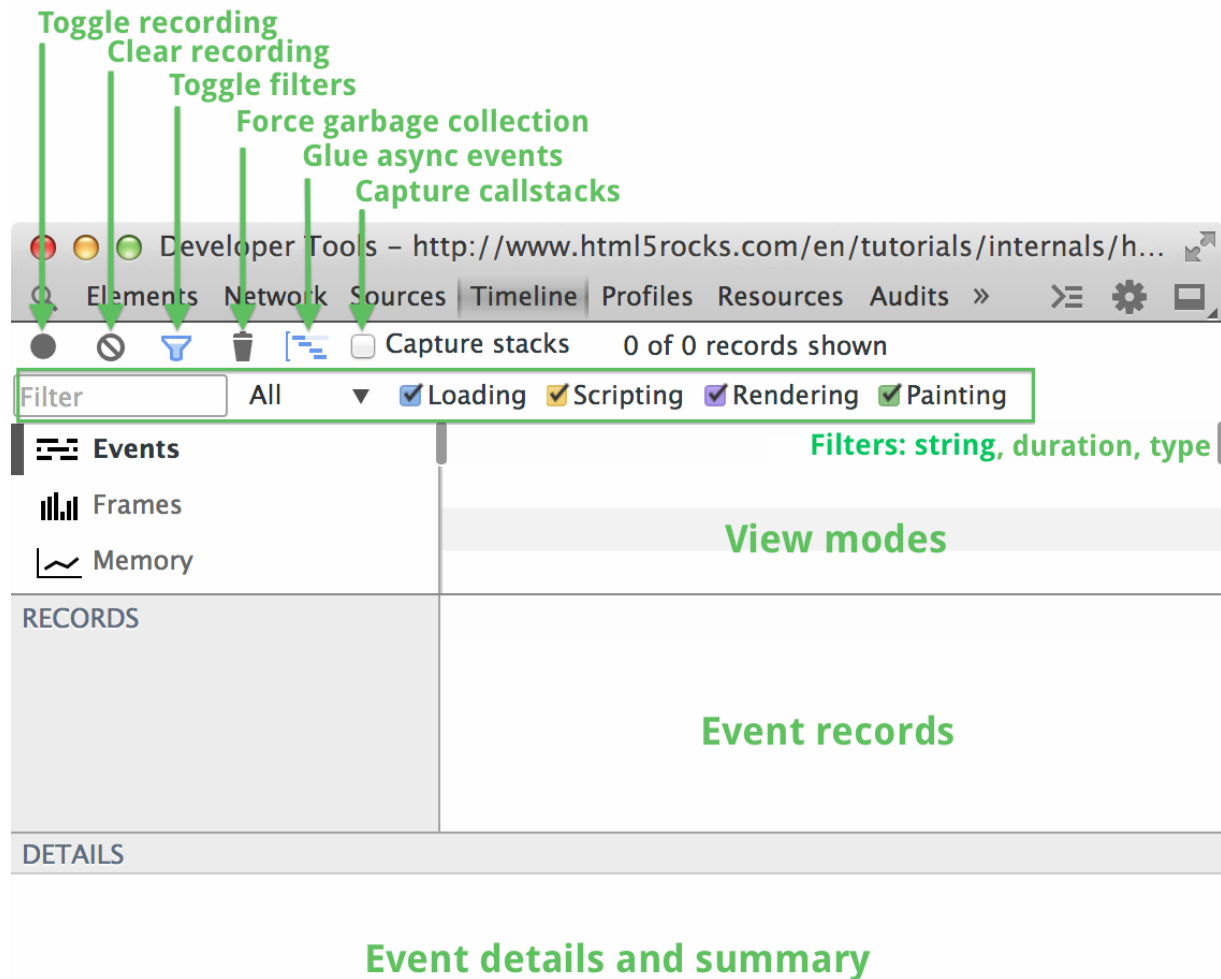 Toggle recording
Clear recording
Toggle filters
Force garbage collection
Glue async events
Capture callstacks
Developer Tools – http://www.html5rocks.com/en/tutorials/internals/h...
Elements Network Sources Timeline Profiles Resources Audits »
Capture stacks 0 of 0 records shown
Filter All ▼ Loading Scripting Rendering Painting
Events
Filters: string, duration, type
Frames
View modes
Memory
RECORDS
Event records
DETAILS
Event details and summary